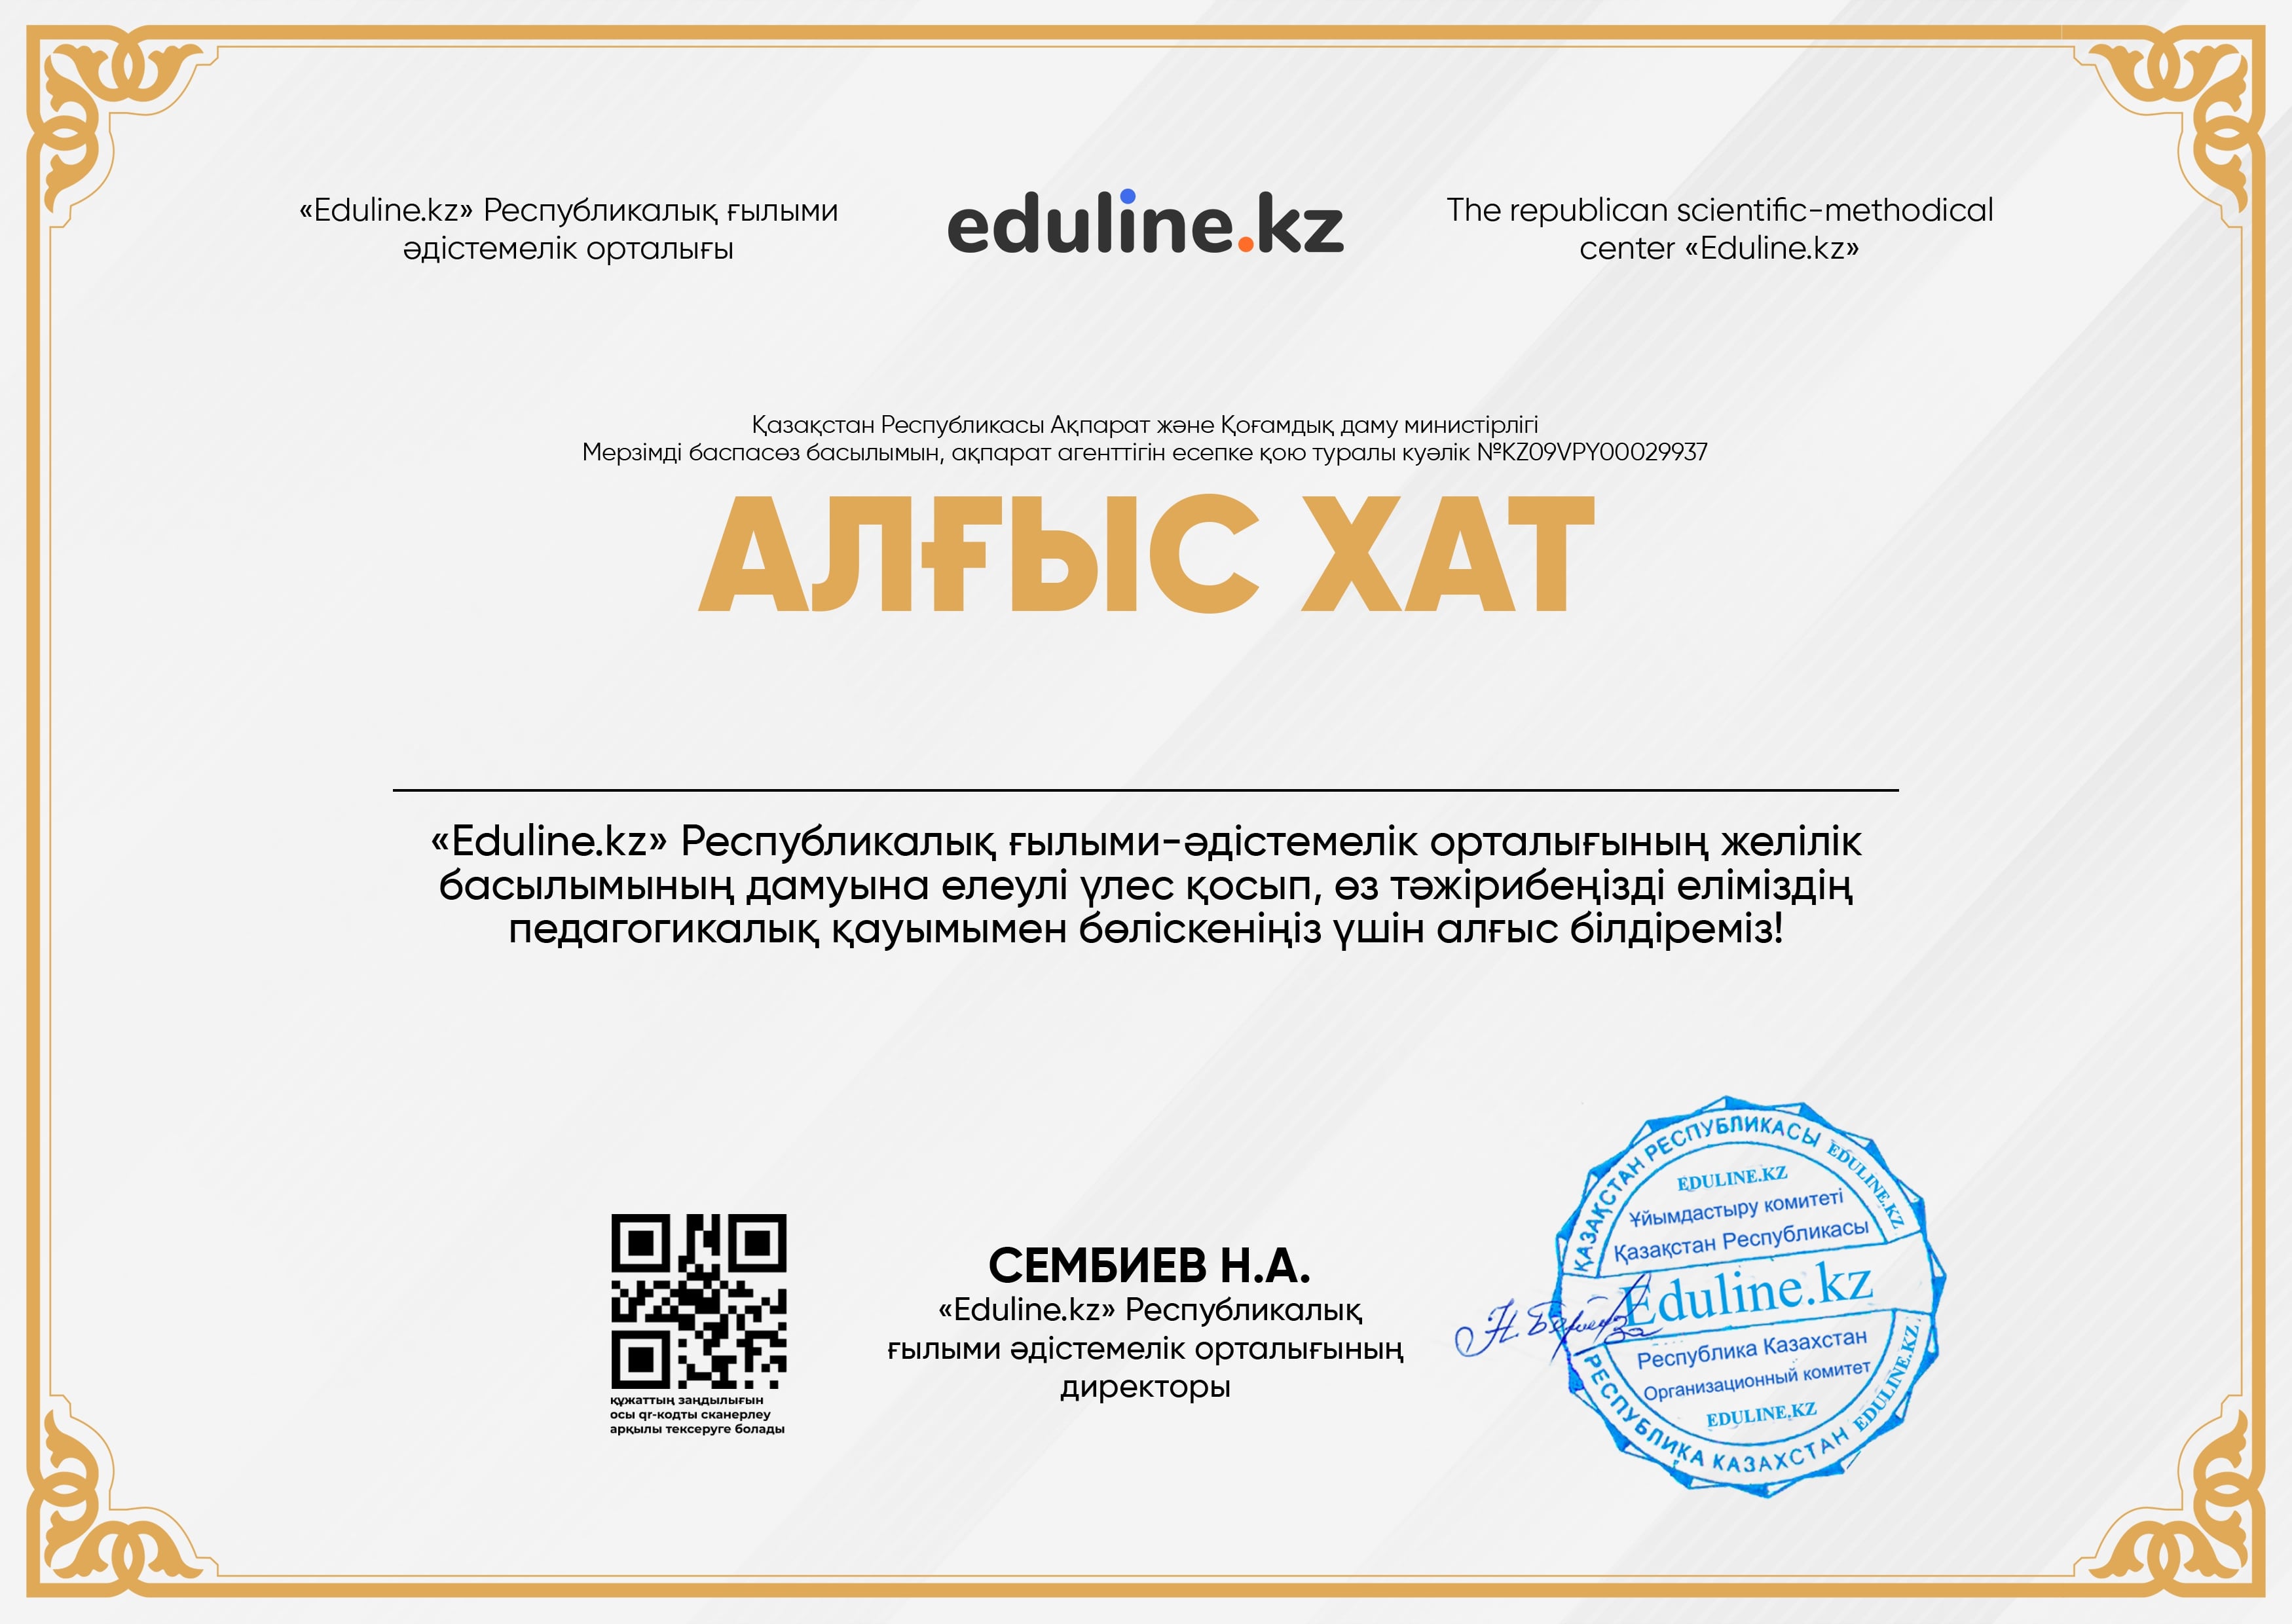 «Eduline.kz» Республикалық ғылыми
әдістемелік орталығы
eduline.kz
The republican scientific-methodical
center «Eduline.kz»
Қазақстан Республикасы Ақпарат және Қоғамдық даму министірлігі
Мерзімді баспасөз басылымын, ақпарат агенттігін есепке қою туралы куәлік №KZ09VPY00029937
АЛҒЫС ХАТ
«Eduline.kz» Республикалық ғылыми-әдістемелік орталығының желілік
басылымының дамуына елеулі үлес қосып, өз тәжірибеңізді еліміздің
педагогикалық қауымымен бөліскеніңіз үшін алғыс білдіреміз!
құжаттың заңдылығын
осы qr-кодты сканерлеу
арқылы тексеруге болады
СЕМБИЕВ Н.А.
«Eduline.kz» Республикалық
ғылыми әдістемелік орталығының
директоры
ҚАЗАҚСТАН РЕСПУБЛИКАСЫ EDULINE.KZ
EDULINE.KZ
Ұйымдастыру комитеті
Қазақстан Республикасы
Eduline.kz
Республика Казахстан
Организационный комитет
EDULINE.KZ
РЕСПУБЛИКА КАЗАХСТАН EDULINE.KZ